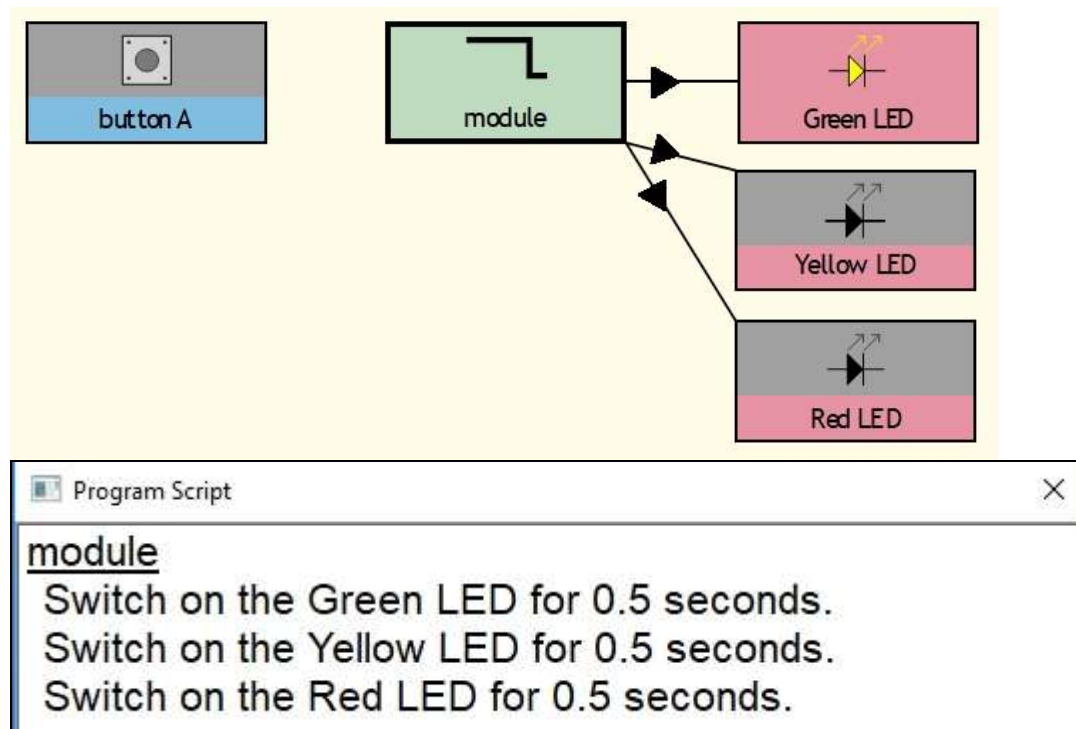 button A
module
Green LED
Yellow LED
Red LED
Program Script
module
Switch on the Green LED for 0.5 seconds.
Switch on the Yellow LED for 0.5 seconds.
Switch on the Red LED for 0.5 seconds.